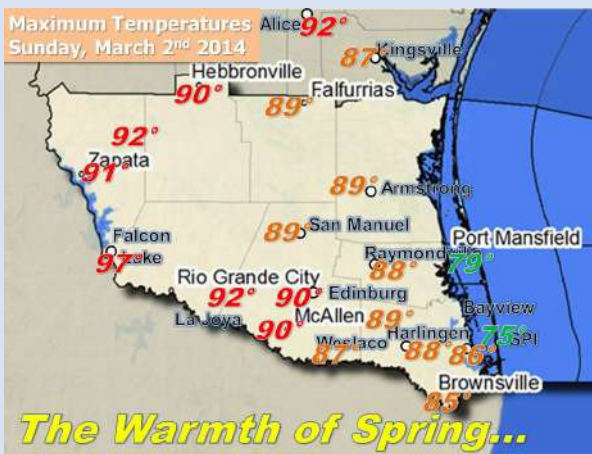 Maximum Temperatures
Sunday, March 2nd 2014
Alice
92°
87°
Kingsville
Hebbronville
90°
89°
Falfurrias
92°
Zapata
91°
89°
Armstrong
89°
San Manuel
Falcon
Lake
97°
Port Mansfield
79°
Raymondville
88°
Rio Grande City
92°
90°
Edinburg
La Joya
McAllen
90°
89°
Bayview
75°
SPI
Weslaco
87°
Harlingen
88°
86°
Brownsville
85°
The Warmth of Spring...